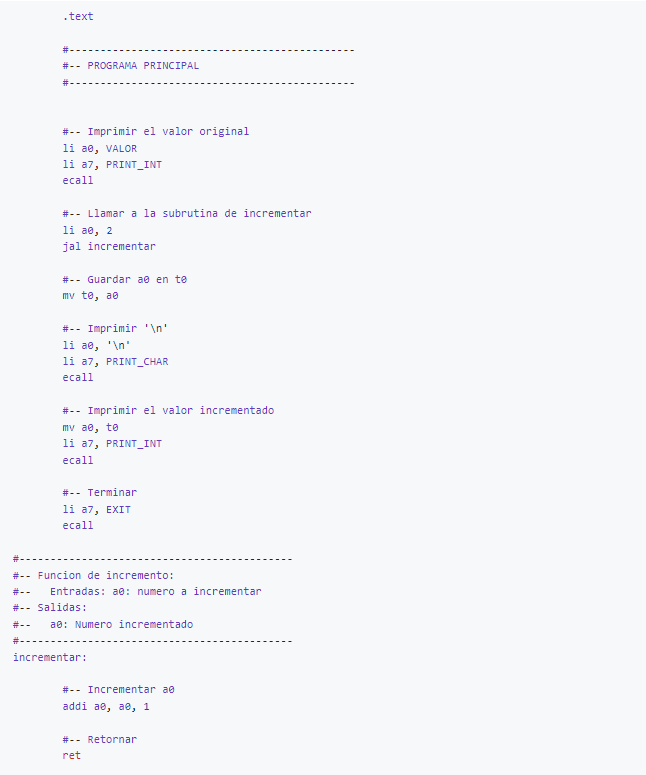 .text
#----------------------------------------------
#-- PROGRAMA PRINCIPAL
#----------------------------------------------
#-- Imprimir el valor original
li a0, VALOR
li a7, PRINT_INT
ecall
#-- Llamar a la subrutina de incrementar
li a0, 2
jal incrementar
#-- Guardar a0 en t0
mv t0, a0
#-- Imprimir '\n'
li a0, '\n'
li a7, PRINT_CHAR
ecall
#-- Imprimir el valor incrementado
mv a0, t0
li a7, PRINT_INT
ecall
#-- Terminar
li a7, EXIT
ecall
#--------------------------------------------
#-- Funcion de incremento:
#--   Entradas: a0: numero a incrementar
#-- Salidas:
#--   a0: Numero incrementado
#--------------------------------------------
incrementar:
#-- Incrementar a0
addi a0, a0, 1
#-- Retornar
ret